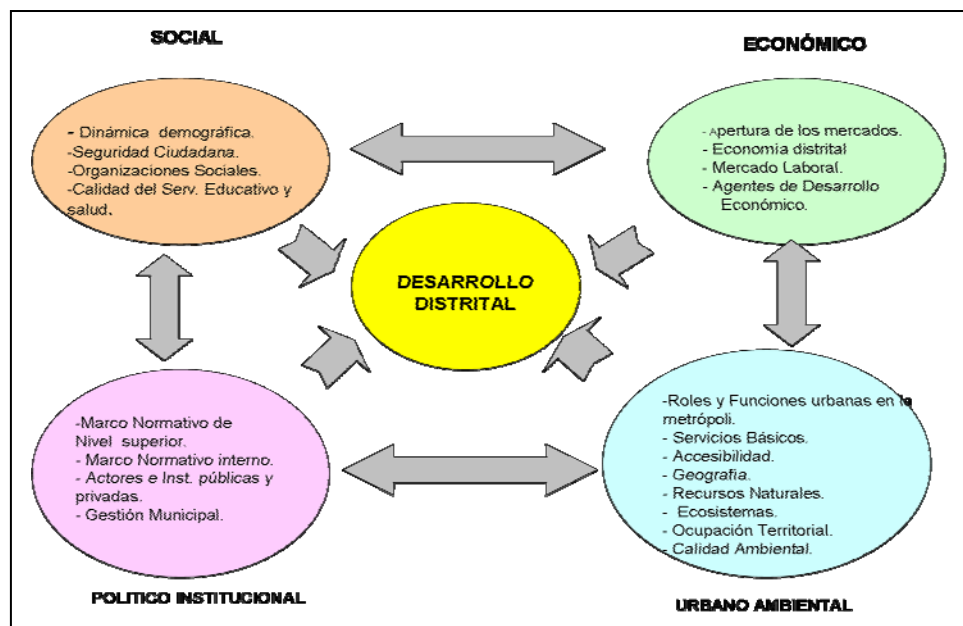 SOCIAL
ECONÓMICO
- Dinámica demográfica.
-Seguridad Ciudadana.
-Organizaciones Sociales.
-Calidad del Serv. Educativo y
salud.
- Apertura de los mercados.
- Economía distrital
- Mercado Laboral.
- Agentes de Desarrollo
Económico.
DESARROLLO
DISTRITAL
-Marco Normativo de
Nivel superior.
- Marco Normativo interno.
- Actores e Inst. públicas y
privadas.
- Gestión Municipal.
-Roles y Funciones urbanas en la
metrópoli.
- Servicios Básicos.
- Accesibilidad.
- Geografía.
- Recursos Naturales.
- Ecosistemas.
- Ocupación Territorial.
- Calidad Ambiental.
POLITICO INSTITUCIONAL
URBANO AMBIENTAL